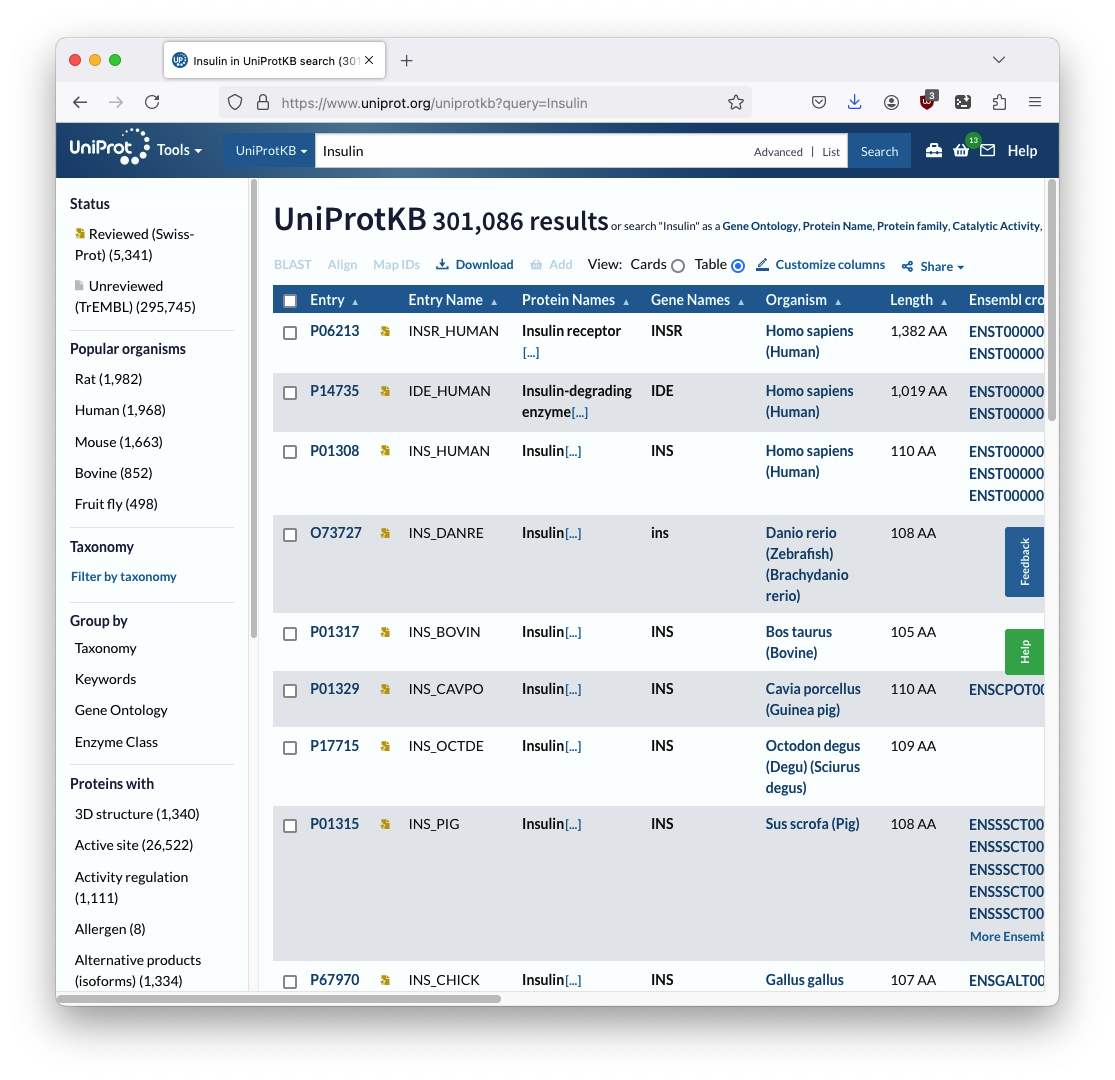 Insulin in UniProtKB search (301
https://www.uniprot.org/uniprotkb?query=Insulin
3
UniProt
Tools
UniProtKB
Insulin
Advanced | List
Search
13
Help
Status
Reviewed (Swiss-
Prot) (5,341)
Unreviewed
(TrEMBL) (295,745)
Popular organisms
Rat (1,982)
Human (1,968)
Mouse (1,663)
Bovine (852)
Fruit fly (498)
Taxonomy
Filter by taxonomy
Group by
Taxonomy
Keywords
Gene Ontology
Enzyme Class
Proteins with
3D structure (1,340)
Active site (26,522)
Activity regulation
(1,111)
Allergen (8)
Alternative products
(isoforms) (1,334)
UniProtKB 301,086 results or search "Insulin" as a Gene Ontology, Protein Name, Protein family, Catalytic Activity,
BLAST Align Map IDs Download Add View: Cards Table Customize columns Share
Entry Entry Name Protein Names Gene Names Organism Length Ensembl cro
P06213 INSR_HUMAN Insulin receptor INSR Homo sapiens 1,382 AA ENST00000
[...] (Human) ENST00000
P14735 IDE_HUMAN Insulin-degrading IDE Homo sapiens 1,019 AA ENST00000
enzyme[...] (Human) ENST00000
P01308 INS_HUMAN Insulin[...] INS Homo sapiens 110 AA ENST00000
(Human) ENST00000
ENST00000
O73727 INS_DANRE Insulin[...] ins Danio rerio 108 AA
(Zebrafish)
(Brachydanio
rerio)
Feedback
P01317 INS_BOVIN Insulin[...] INS Bos taurus 105 AA
(Bovine)
Help
P01329 INS_CAVPO Insulin[...] INS Cavia porcellus 110 AA ENSCPOT00
(Guinea pig)
P17715 INS_OCTDE Insulin[...] INS Octodon degus 109 AA
(Degu) (Sciurus
degus)
P01315 INS_PIG Insulin[...] INS Sus scrofa (Pig) 108 AA ENSSSCT00
ENSSSCT00
ENSSSCT00
ENSSSCT00
ENSSSCT00
More Ensemb
P67970 INS_CHICK Insulin[...] INS Gallus gallus 107 AA ENSGALT00